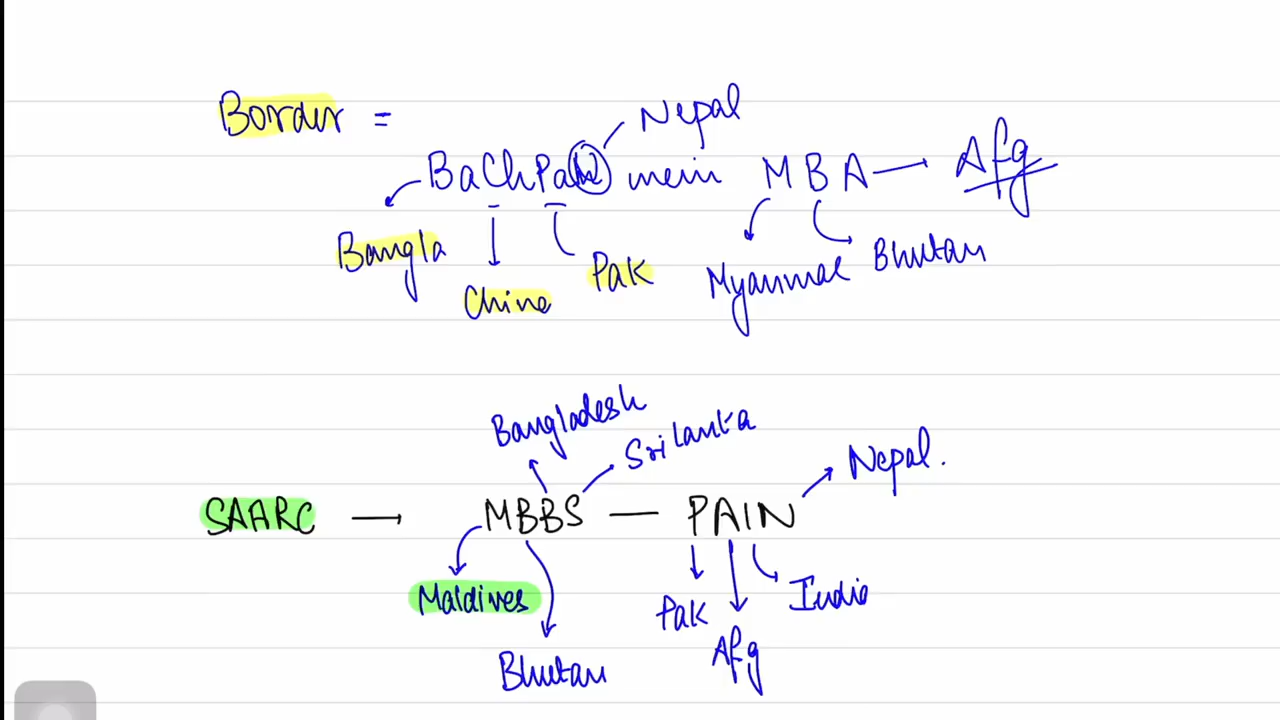 Nepal
Border =
BaChPaN mein MBA → Afg
Bangla
Pak
Bhutan
Myanmar
China
Bangladesh
Sri Lanka
Nepal.
SAARC → MBBS — PAIN
Maldives
Pak
India
Afg
Bhutan